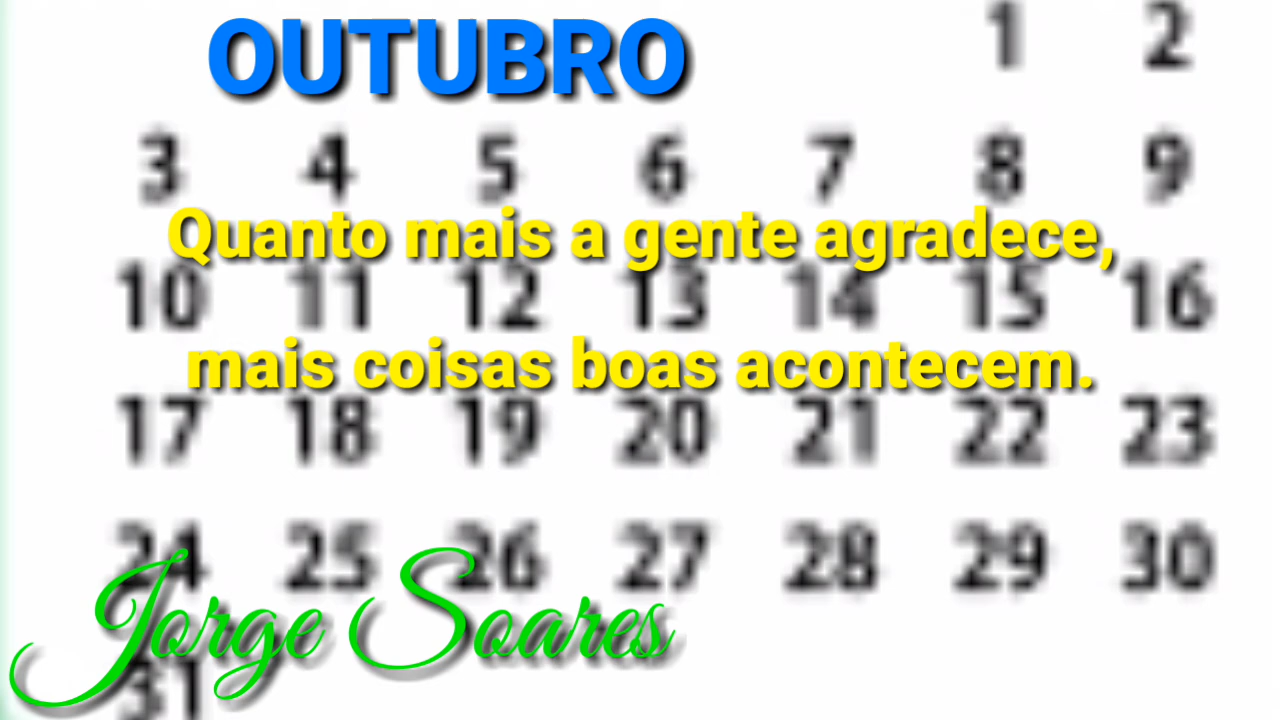 OUTUBRO 1 2
3 4 5 6 7 8 9
Quanto mais a gente agradece,
10 11 12 13 14 15 16
mais coisas boas acontecem.
17 18 19 20 21 22 23
24 25 26 27 28 29 30
Jorge Soares
31